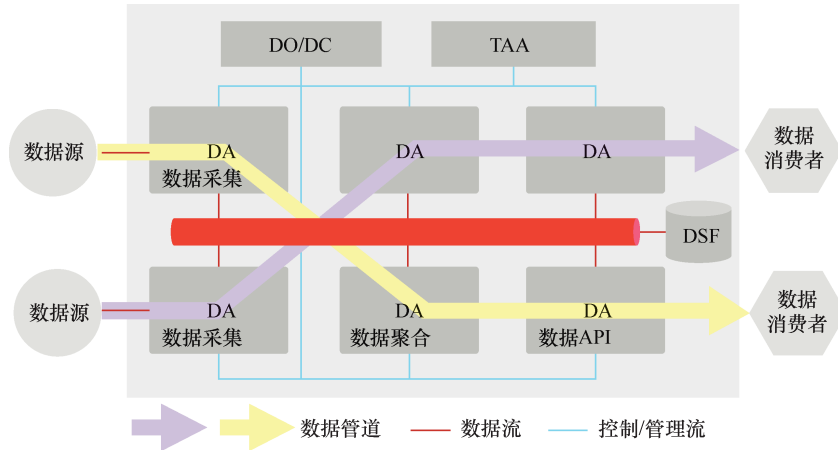 DO/DC
TAA
数据源
DA
数据采集
DA
DA
数据
消费者
DSF
数据源
DA
数据采集
DA
数据聚合
DA
数据API
数据
消费者
数据管道
数据流
控制/管理流